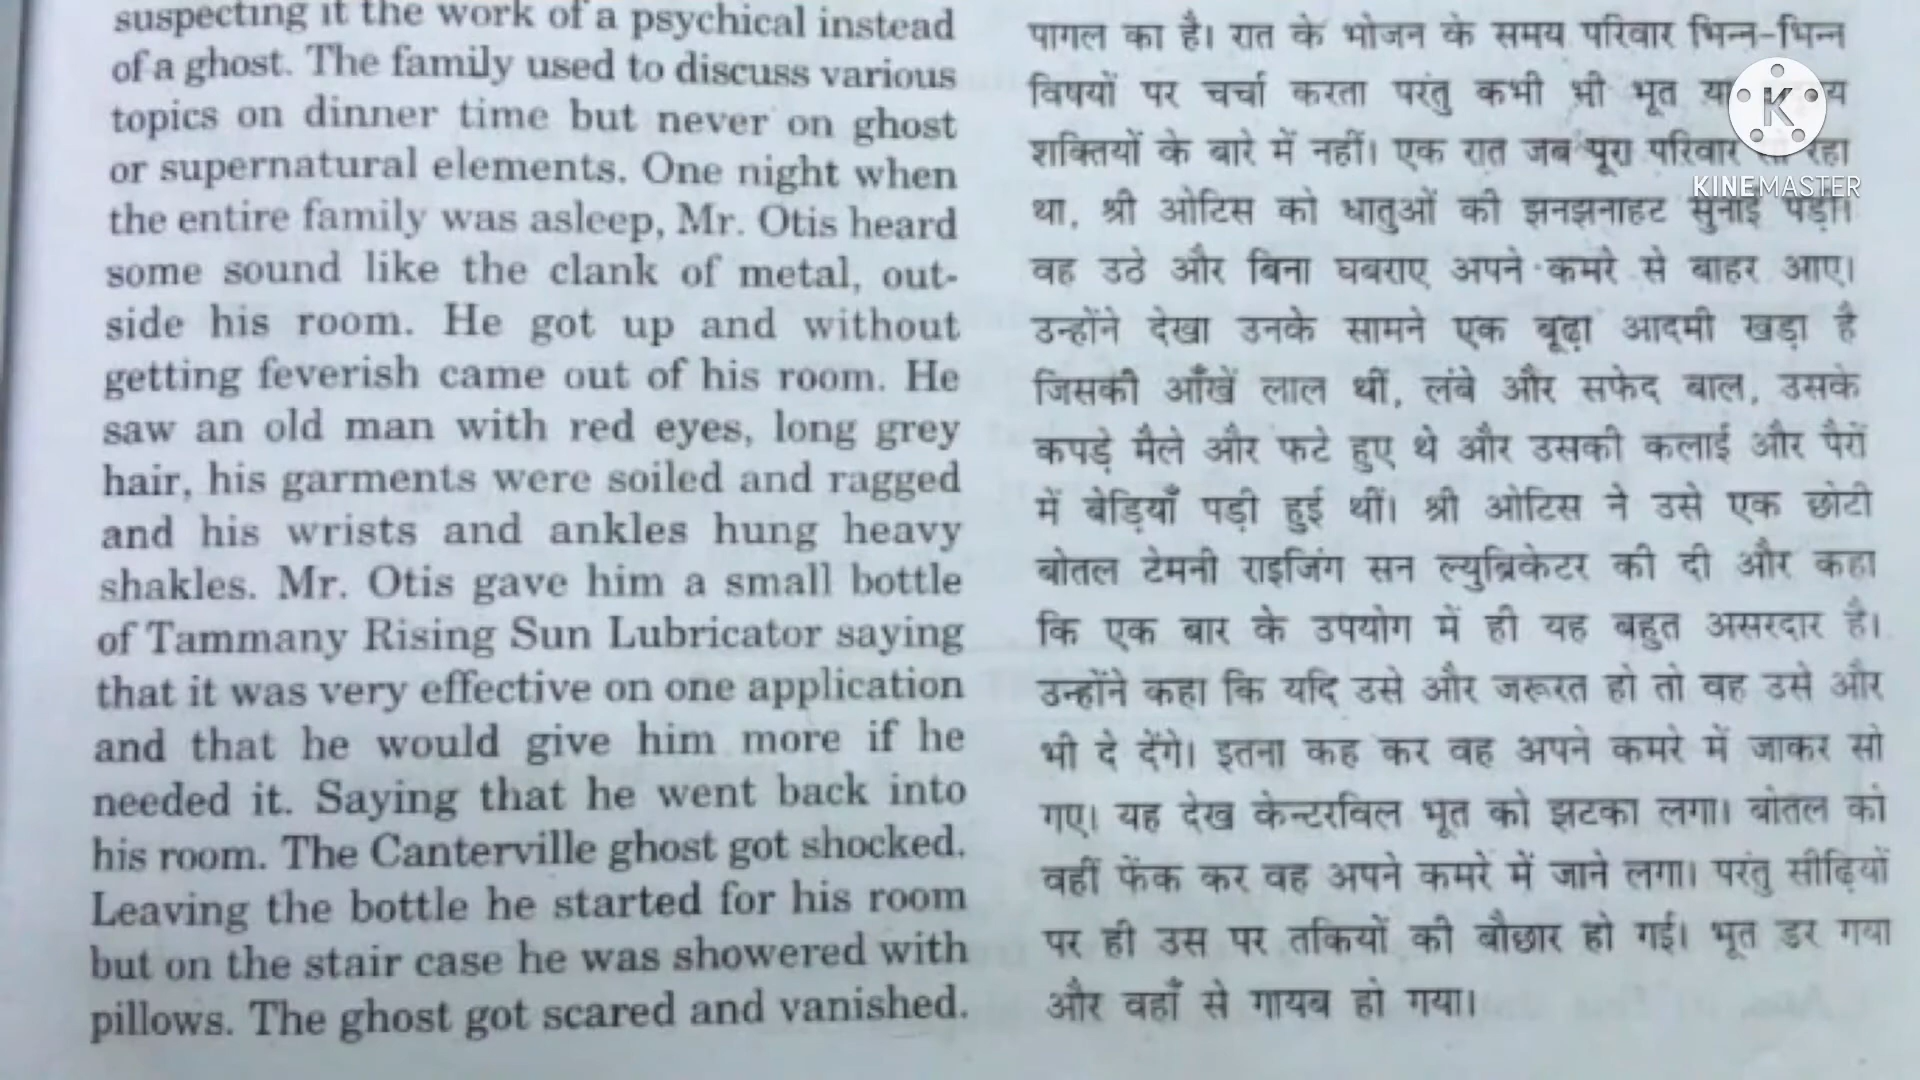 suspecting it the work of a psychical instead
of a ghost. The family used to discuss various
topics on dinner time but never on ghost
or supernatural elements. One night when
the entire family was asleep, Mr. Otis heard
some sound like the clank of metal, out-
side his room. He got up and without
getting feverish came out of his room. He
saw an old man with red eyes, long grey
hair, his garments were soiled and ragged
and his wrists and ankles hung heavy
shakles. Mr. Otis gave him a small bottle
of Tammany Rising Sun Lubricator saying
that it was very effective on one application
and that he would give him more if he
needed it. Saying that he went back into
his room. The Canterville ghost got shocked.
Leaving the bottle he started for his room
but on the stair case he was showered with
pillows. The ghost got scared and vanished.
पागल का है। रात के भोजन के समय परिवार भिन्न-भिन्न
विषयों पर चर्चा करता परंतु कभी भी भूत या
शक्तियों के बारे में नहीं। एक रात जब पूरा परिवार रहा
था, श्री ओटिस को धातुओं की झनझनाहट सुनाई पड़ी।
वह उठे और बिना घबराए अपने कमरे से बाहर आए।
उन्होंने देखा उनके सामने एक बूढ़ा आदमी खड़ा है
जिसकी आँखें लाल थीं, लंबे और सफेद बाल, उसके
कपड़े मैले और फटे हुए थे और उसकी कलाई और पैरों
में बेड़ियाँ पड़ी हुई थीं। श्री ओटिस ने उसे एक छोटी
बोतल टेमनी राइजिंग सन ल्युब्रिकेटर की दी और कहा
कि एक बार के उपयोग में ही यह बहुत असरदार है।
उन्होंने कहा कि यदि उसे और जरूरत हो तो वह उसे और
भी दे देंगे। इतना कह कर वह अपने कमरे में जाकर सो
गए। यह देख केन्टरविल भूत को झटका लगा। बोतल को
वहीं फेंक कर वह अपने कमरे में जाने लगा। परंतु सीढ़ियों
पर ही उस पर तकियों की बौछार हो गई। भूत डर गया
और वहाँ से गायब हो गया।
K
KINEMASTER